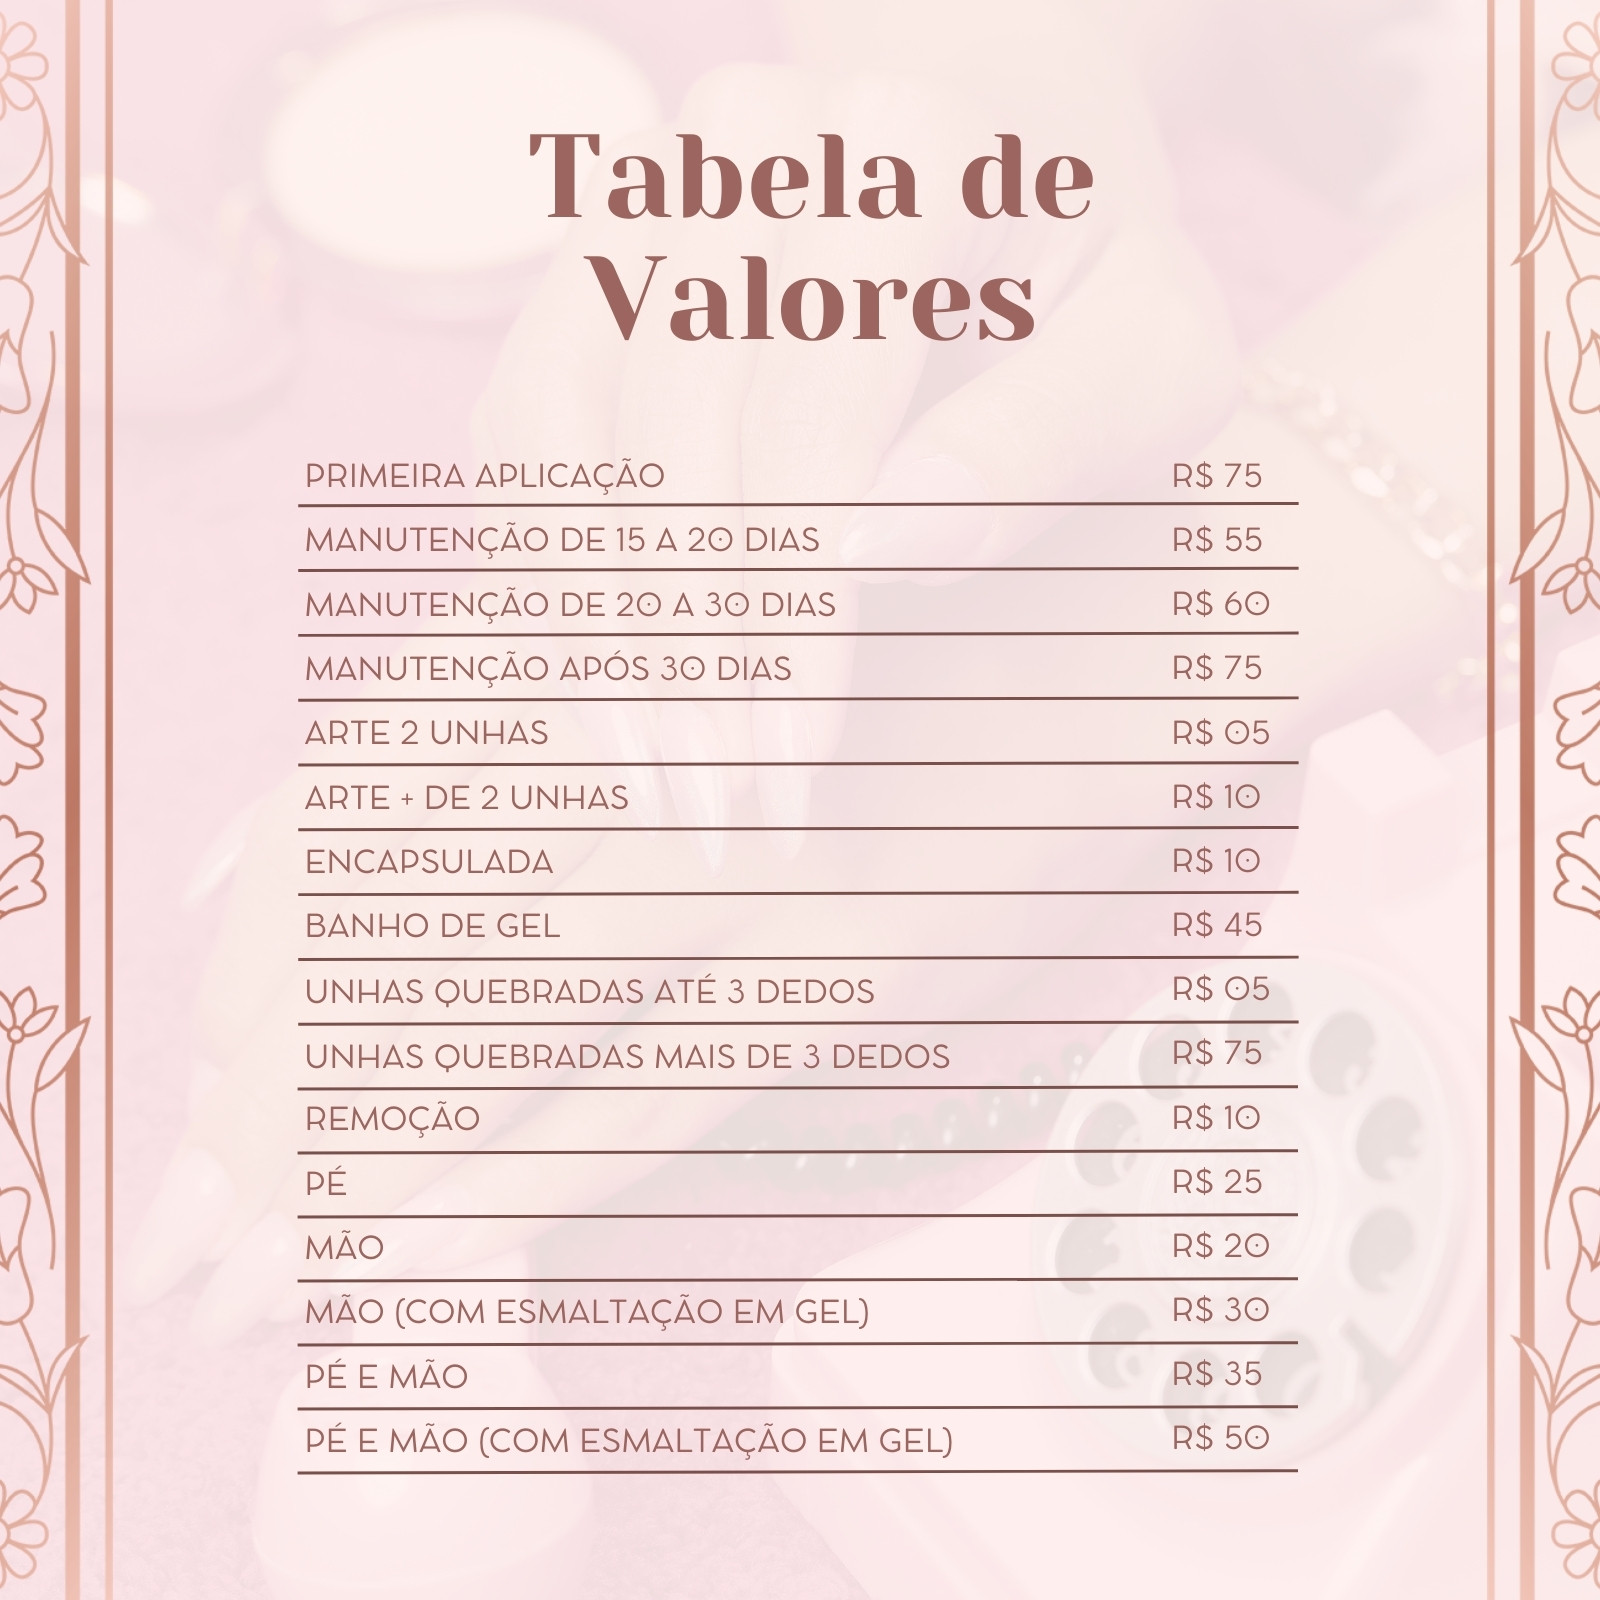 Tabela de
Valores
PRIMEIRA APLICAÇÃO R$ 75
MANUTENÇÃO DE 15 A 20 DIAS R$ 55
MANUTENÇÃO DE 20 A 30 DIAS R$ 60
MANUTENÇÃO APÓS 30 DIAS R$ 75
ARTE 2 UNHAS R$ 05
ARTE + DE 2 UNHAS R$ 10
ENCAPSULADA R$ 10
BANHO DE GEL R$ 45
UNHAS QUEBRADAS ATÉ 3 DEDOS R$ 05
UNHAS QUEBRADAS MAIS DE 3 DEDOS R$ 75
REMOÇÃO R$ 10
PÉ R$ 25
MÃO R$ 20
MÃO (COM ESMALTAÇÃO EM GEL) R$ 30
PÉ E MÃO R$ 35
PÉ E MÃO (COM ESMALTAÇÃO EM GEL) R$ 50